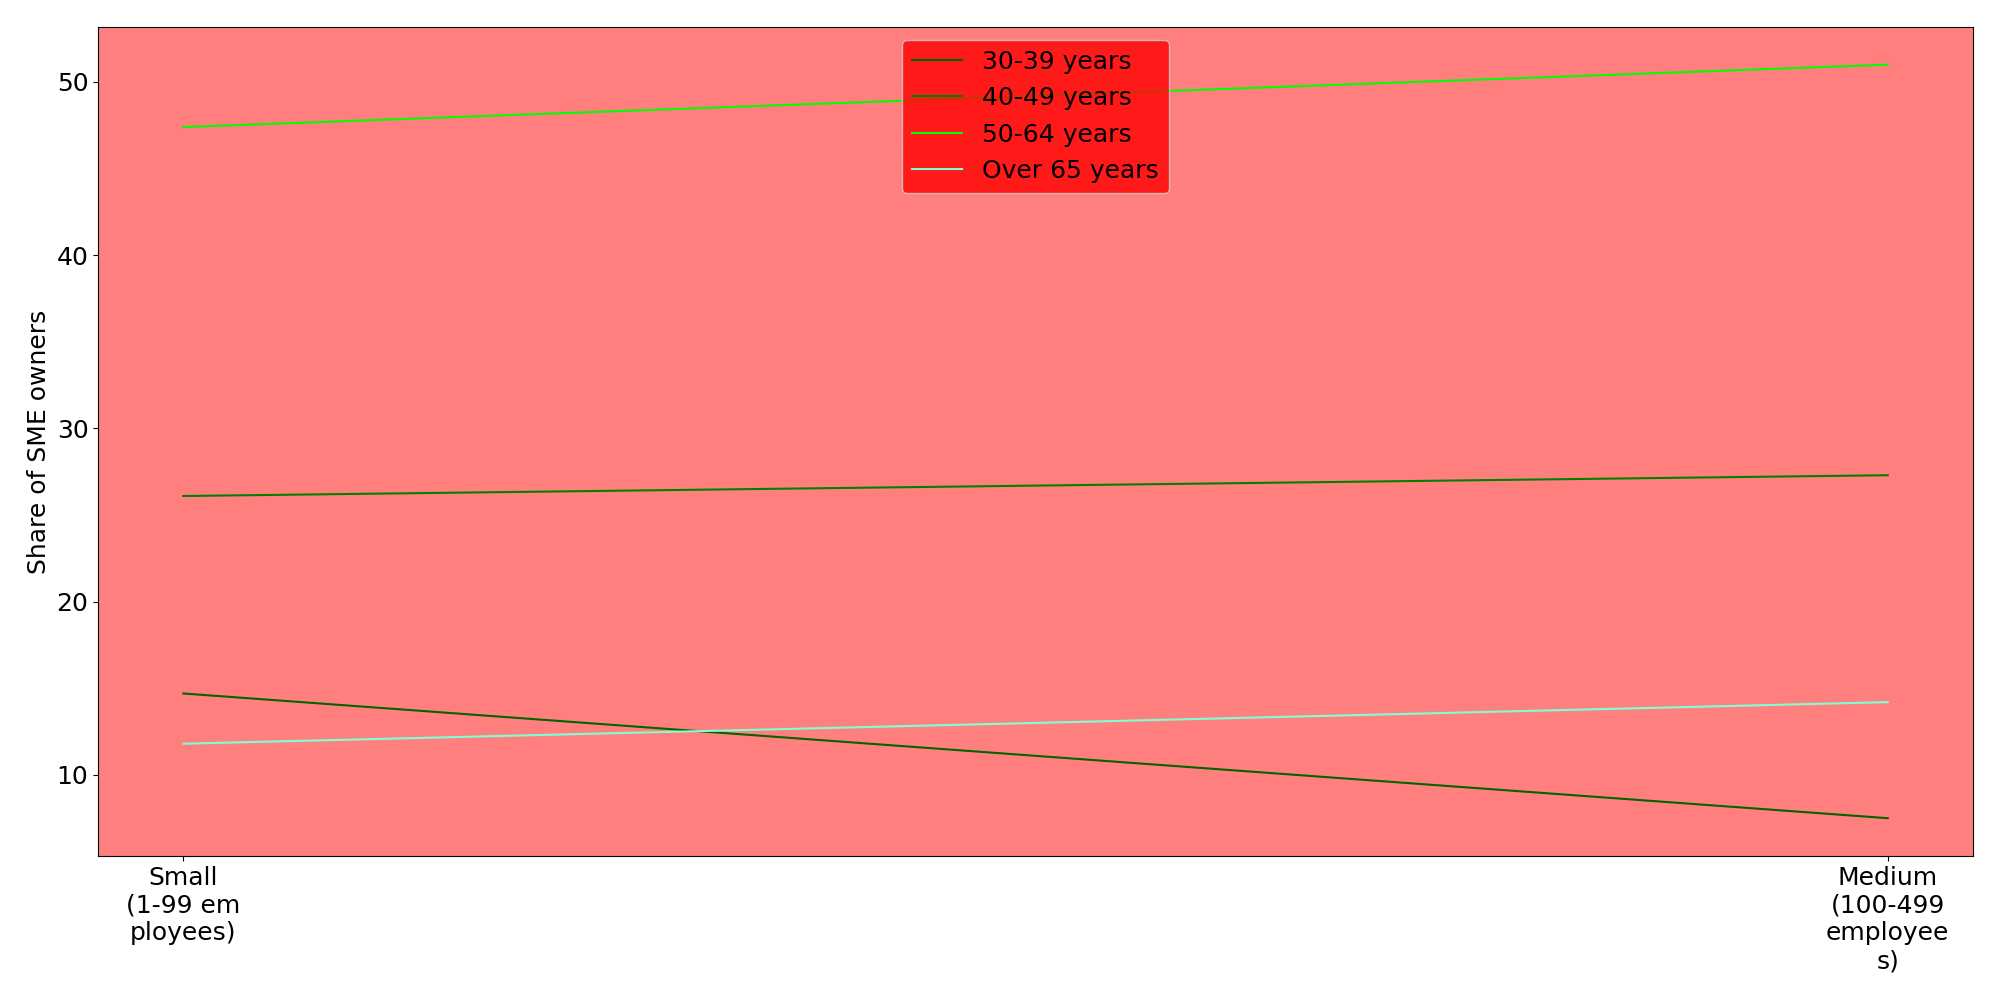 30-39 years
40-49 years
50-64 years
Over 65 years
Share of SME owners
50
40
30
20
10
Small
(1-99 em
ployees)
Medium
(100-499
employee
s)